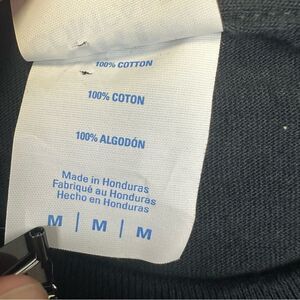 100% COTTON
100% COTON
100% ALGODÓN
Made in Honduras
Fabriqué au Honduras
Hecho en Honduras
M | M | M